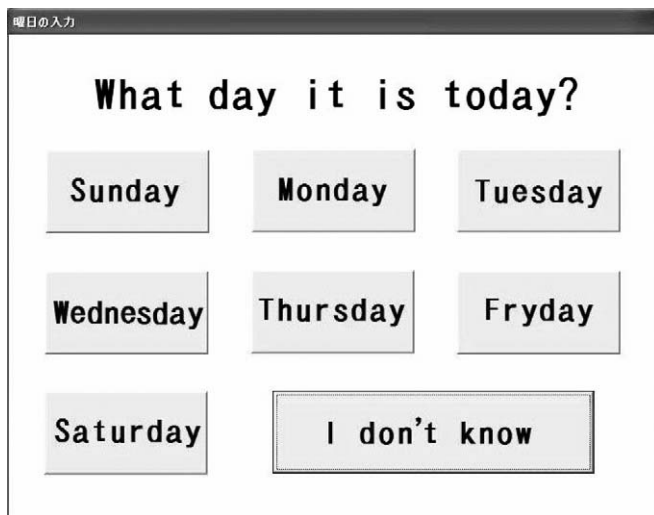 曜日の入力
What day it is today?
Sunday Monday Tuesday
Wednesday Thursday Fryday
Saturday I don't know